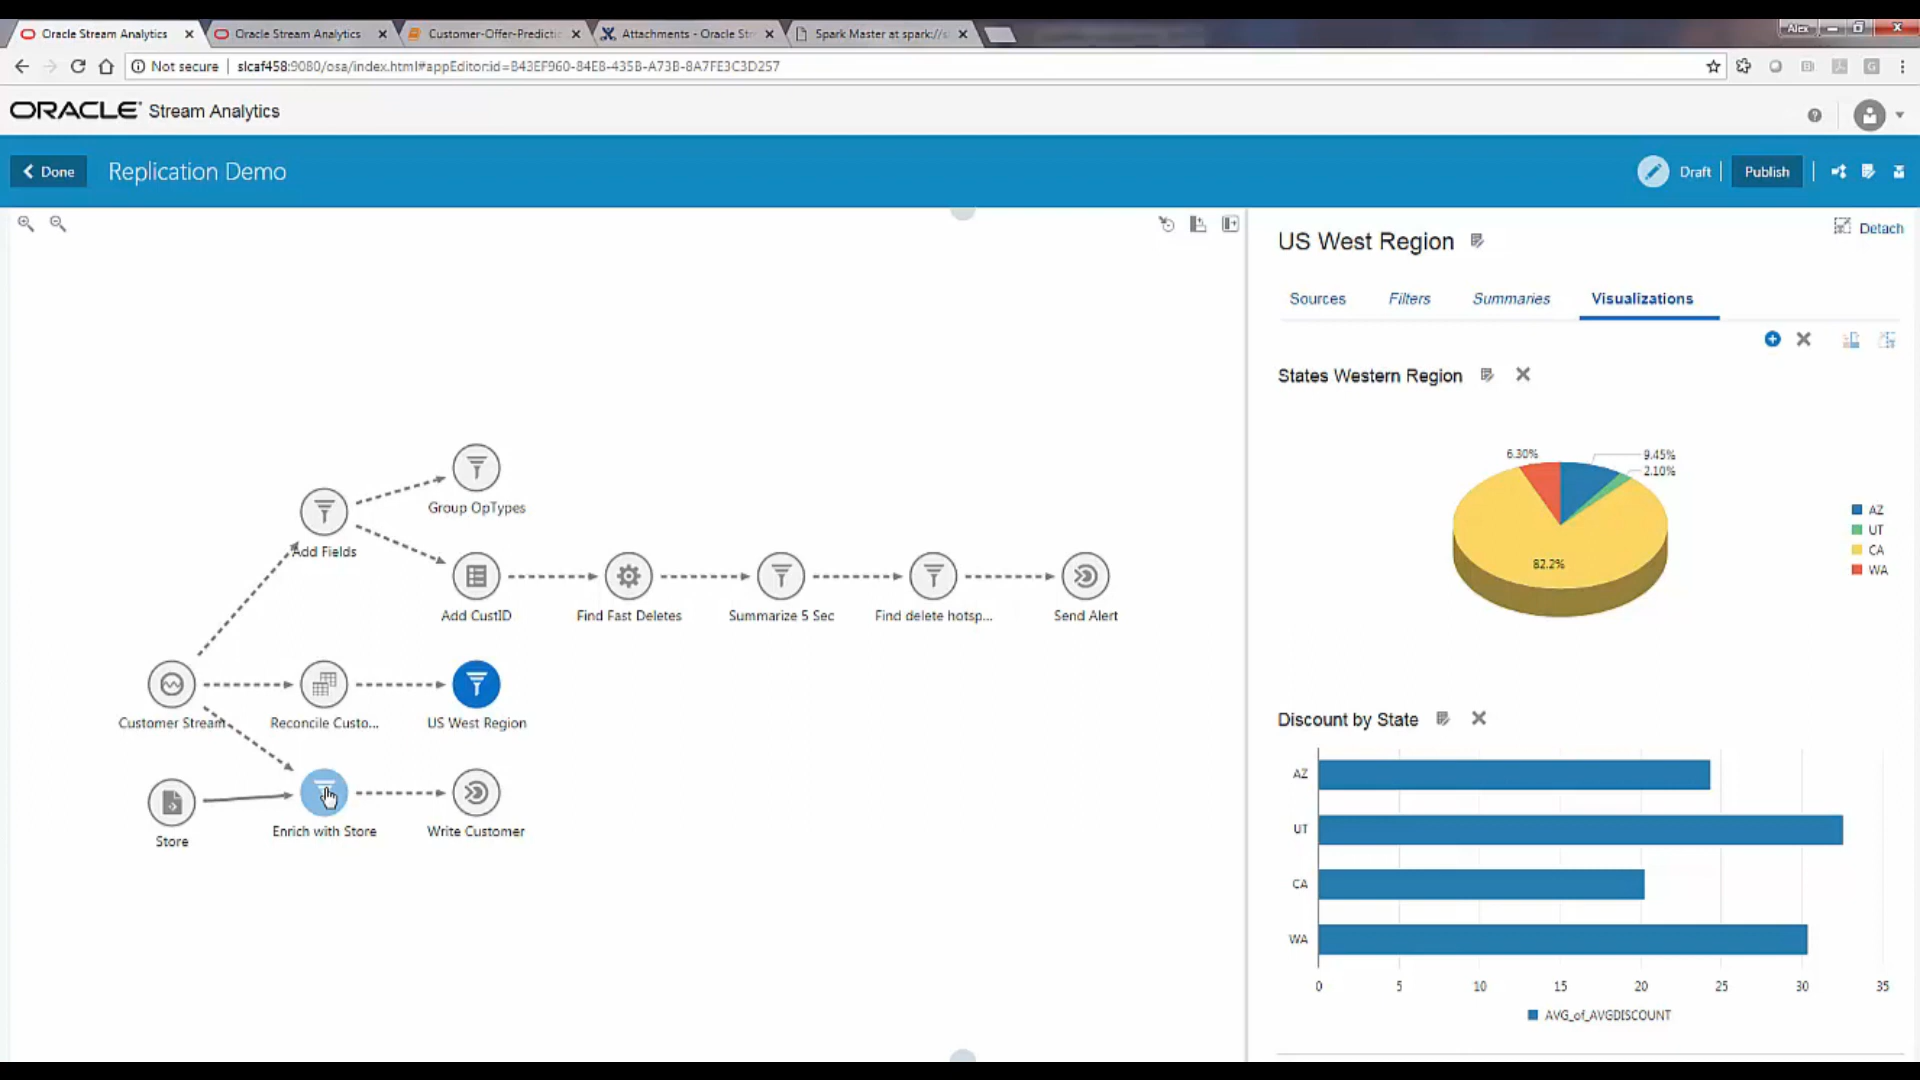 Oracle Stream Analytics
Oracle Stream Analytics
Customer-Offer-Predictic
Attachments - Oracle Str
Spark Master at spark://s
Alex
Not secure
slcaf458:9080/osa/index.html#appEditor:id=B43EF960-84EB-435B-A73B-8A7FE3C3D257
ORACLE Stream Analytics
Done
Replication Demo
Draft
Publish
US West Region
Detach
Sources
Filters
Summaries
Visualizations
States Western Region
6.30%
9.45%
2.10%
82.2%
AZ
UT
CA
WA
Group OpTypes
Add Fields
Add CustID
Find Fast Deletes
Summarize 5 Sec
Find delete hotsp...
Send Alert
Customer Stream
Reconcile Custo...
US West Region
Store
Enrich with Store
Write Customer
Discount by State
AZ
UT
CA
WA
0 5 10 15 20 25 30 35
AVG_of_AVGDISCOUNT